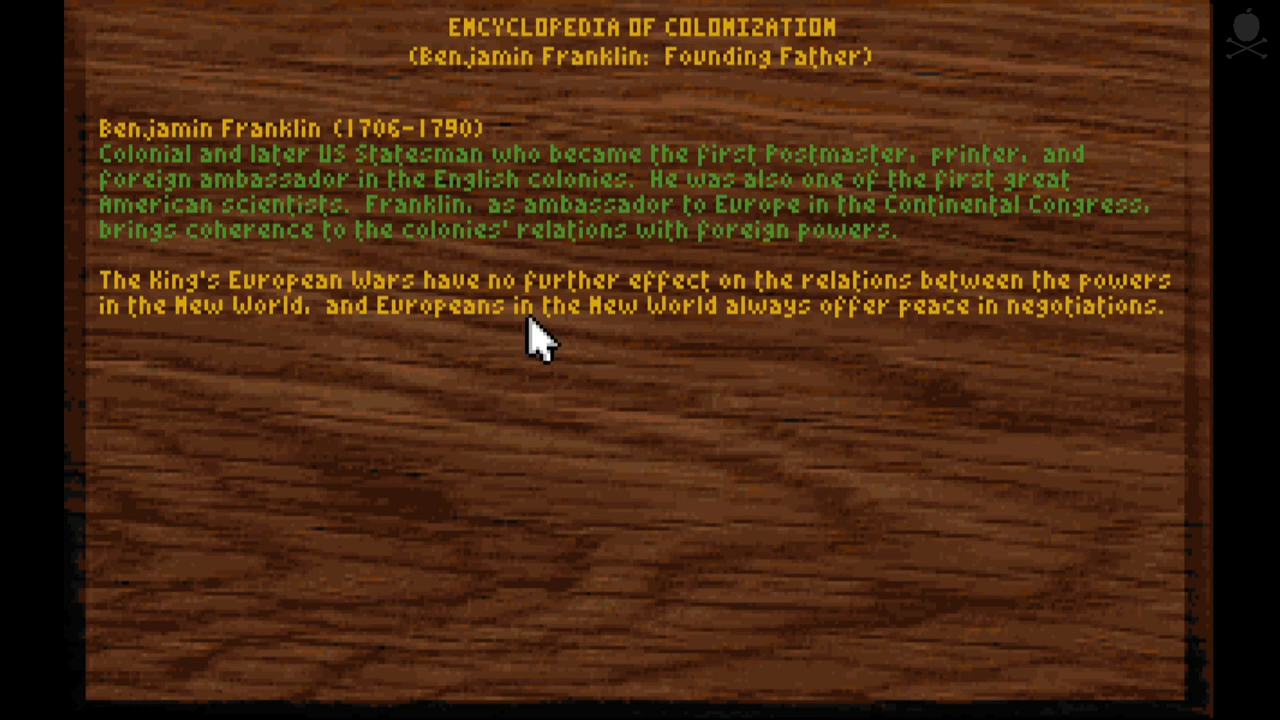 ENCYCLOPEDIA OF COLONIZATION
(Benjamin Franklin: Founding Father)
Benjamin Franklin (1706-1790)
Colonial and later US Statesman who became the first Postmaster, printer, and
foreign ambassador in the English colonies. He was also one of the first great
American scientists. Franklin, as ambassador to Europe in the Continental Congress,
brings coherence to the colonies' relations with foreign powers.
The King's European Wars have no further effect on the relations between the powers
in the New World, and Europeans in the New World always offer peace in negotiations.